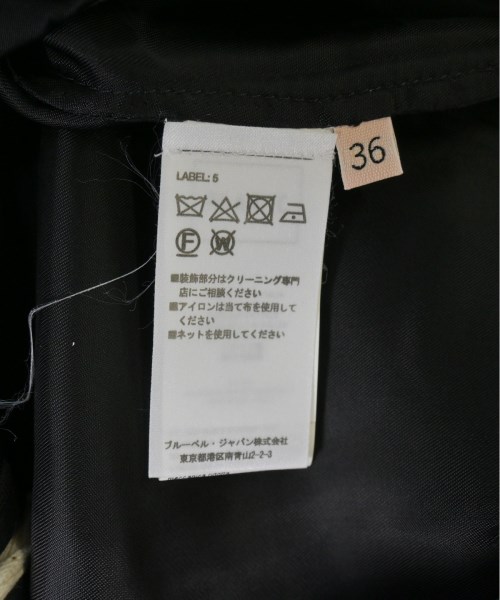 36
LABEL: 5
F W
■装飾部分はクリーニング専門
店にご相談ください
■アイロンは当て布を使用して
ください
■ネットを使用してください
ブルーベル・ジャパン株式会社
東京都港区南青山2-2-3